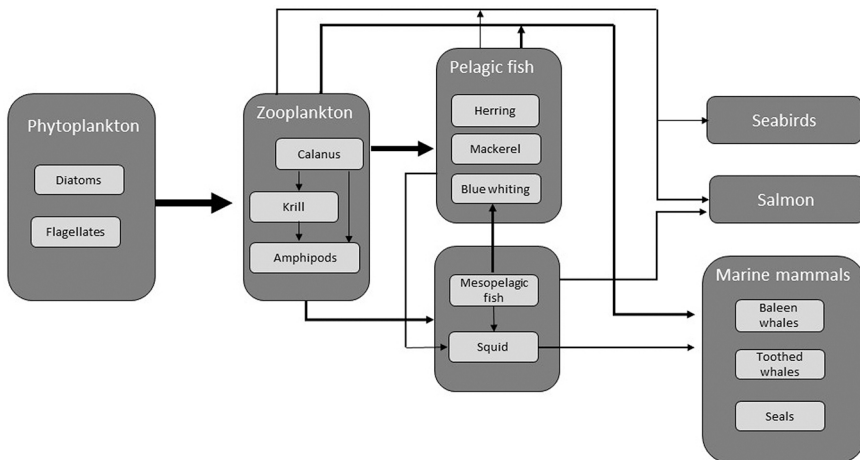 Phytoplankton
Diatoms
Flagellates
Zooplankton
Calanus
Krill
Amphipods
Pelagic fish
Herring
Mackerel
Blue whiting
Mesopelagic
fish
Squid
Seabirds
Salmon
Marine mammals
Baleen
whales
Toothed
whales
Seals